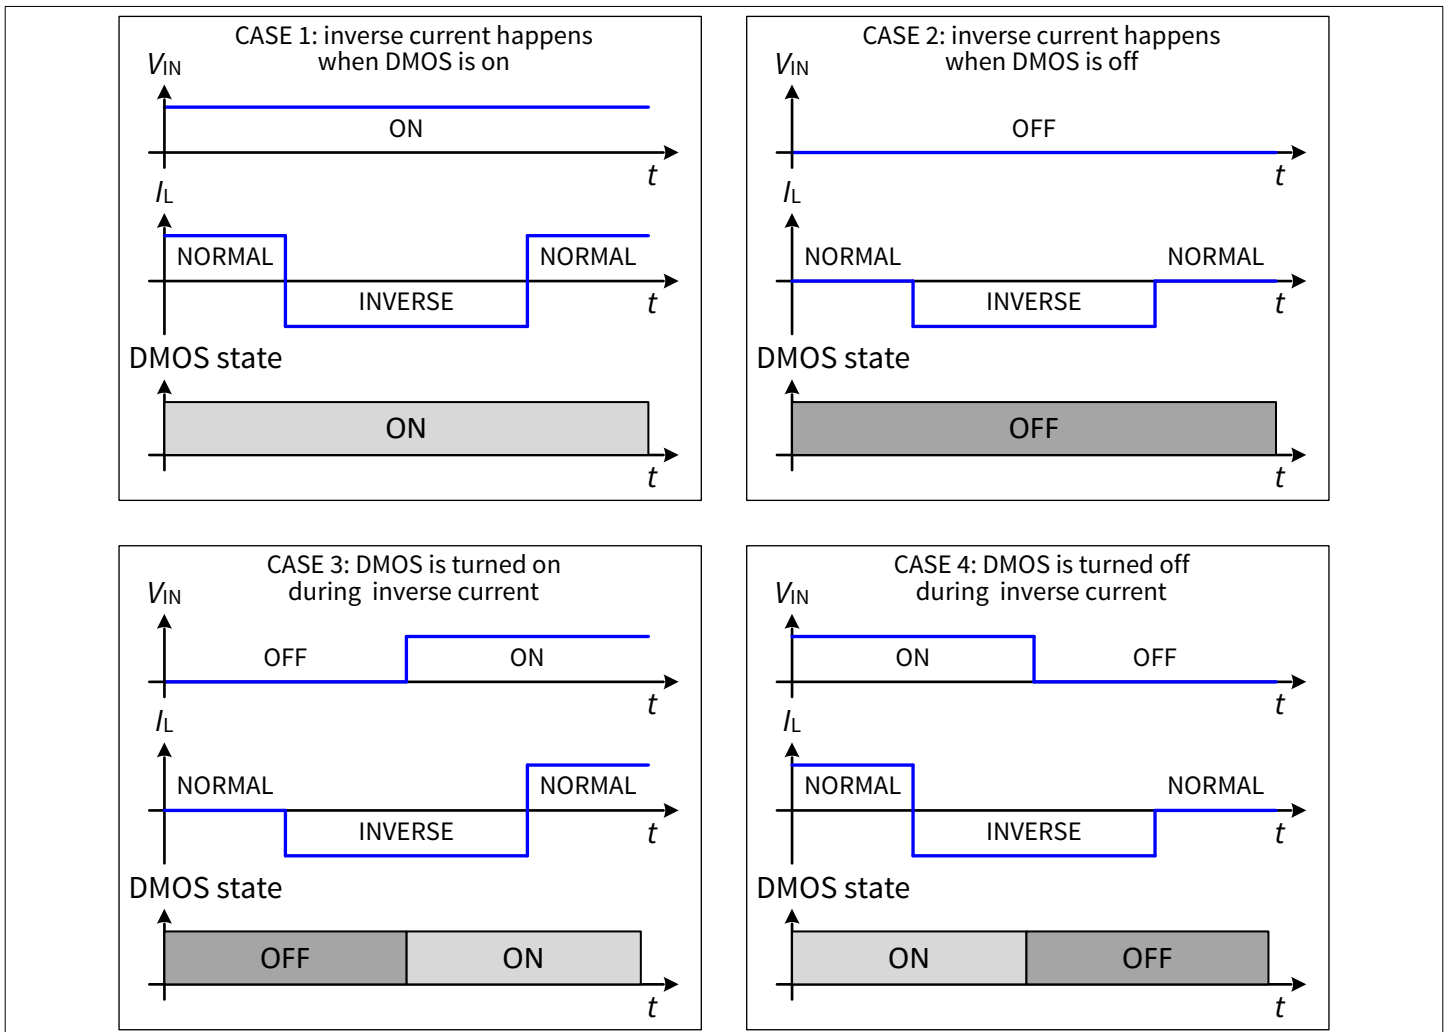 CASE 1: inverse current happens
when DMOS is on
VIN
ON
t
IL
NORMAL
NORMAL
INVERSE
t
DMOS state
ON
t
CASE 2: inverse current happens
when DMOS is off
VIN
OFF
t
IL
NORMAL
NORMAL
INVERSE
t
DMOS state
OFF
t
CASE 3: DMOS is turned on
during inverse current
VIN
OFF
ON
t
IL
NORMAL
NORMAL
INVERSE
t
DMOS state
OFF
ON
t
CASE 4: DMOS is turned off
during inverse current
VIN
ON
OFF
t
IL
NORMAL
NORMAL
INVERSE
t
DMOS state
ON
OFF
t